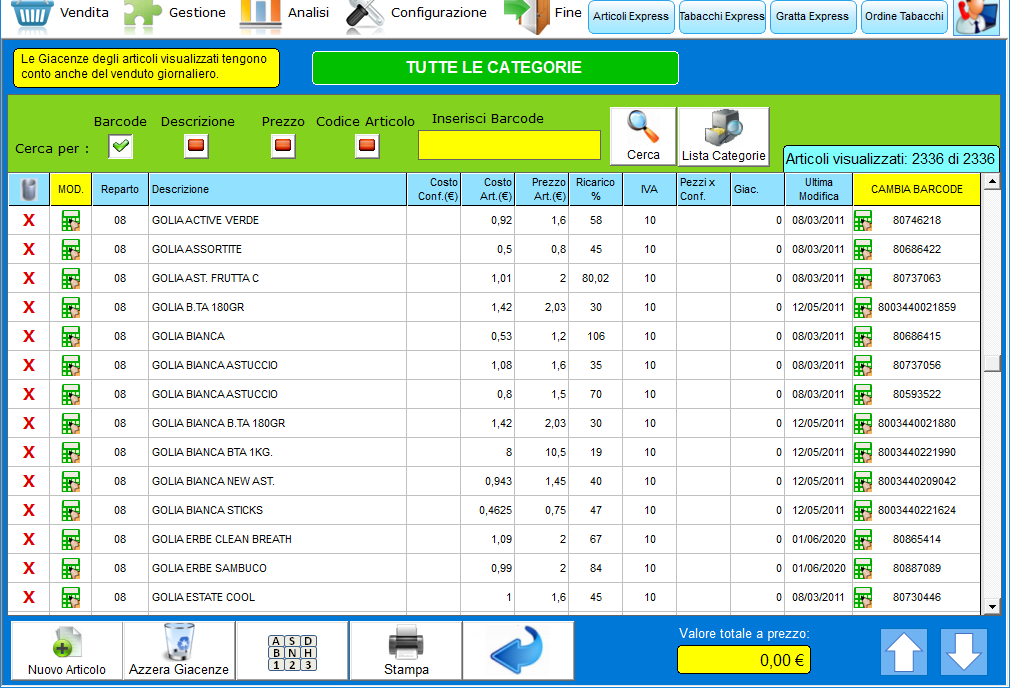 Vendita Gestione Analisi Configurazione Fine Articoli Express Tabacchi Express Gratta Express Ordine Tabacchi
Le Giacenze degli articoli visualizzati tengono
conto anche del venduto giornaliero.
TUTTE LE CATEGORIE
Barcode Descrizione Prezzo Codice Articolo Inserisci Barcode
Cerca per :
Cerca Lista Categorie Articoli visualizzati: 2336 di 2336
MOD. Reparto Descrizione Costo Conf.(€) Costo Art.(€) Prezzo Art.(€) Ricarico % IVA Pezzi x Conf. Giac. Ultima Modifica CAMBIA BARCODE
X 08 GOLIA ACTIVE VERDE 0,92 1,6 58 10 0 08/03/2011 80746218
X 08 GOLIA ASSORTITE 0,5 0,8 45 10 0 08/03/2011 80686422
X 08 GOLIA AST. FRUTTA C 1,01 2 80,02 10 0 08/03/2011 80737063
X 08 GOLIA B.TA 180GR 1,42 2,03 30 10 0 12/05/2011 8003440021859
X 08 GOLIA BIANCA 0,53 1,2 106 10 0 08/03/2011 80686415
X 08 GOLIA BIANCA ASTUCCIO 1,08 1,6 35 10 0 08/03/2011 80737056
X 08 GOLIA BIANCA ASTUCCIO 0,8 1,5 70 10 0 08/03/2011 80593522
X 08 GOLIA BIANCA B.TA 180GR 1,42 2,03 30 10 0 12/05/2011 8003440021880
X 08 GOLIA BIANCA BTA 1KG. 8 10,5 19 10 0 12/05/2011 8003440221990
X 08 GOLIA BIANCA NEW AST. 0,943 1,45 40 10 0 12/05/2011 8003440209042
X 08 GOLIA BIANCA STICKS 0,4625 0,75 47 10 0 12/05/2011 8003440221624
X 08 GOLIA ERBE CLEAN BREATH 1,09 2 67 10 0 01/06/2020 80865414
X 08 GOLIA ERBE SAMBUCO 0,99 2 84 10 0 01/06/2020 80887089
X 08 GOLIA ESTATE COOL 1 1,6 45 10 0 08/03/2011 80730446
Nuovo Articolo Azzera Giacenze
A S D
B N H
1 2 3
Stampa
Valore totale a prezzo:
0,00 €